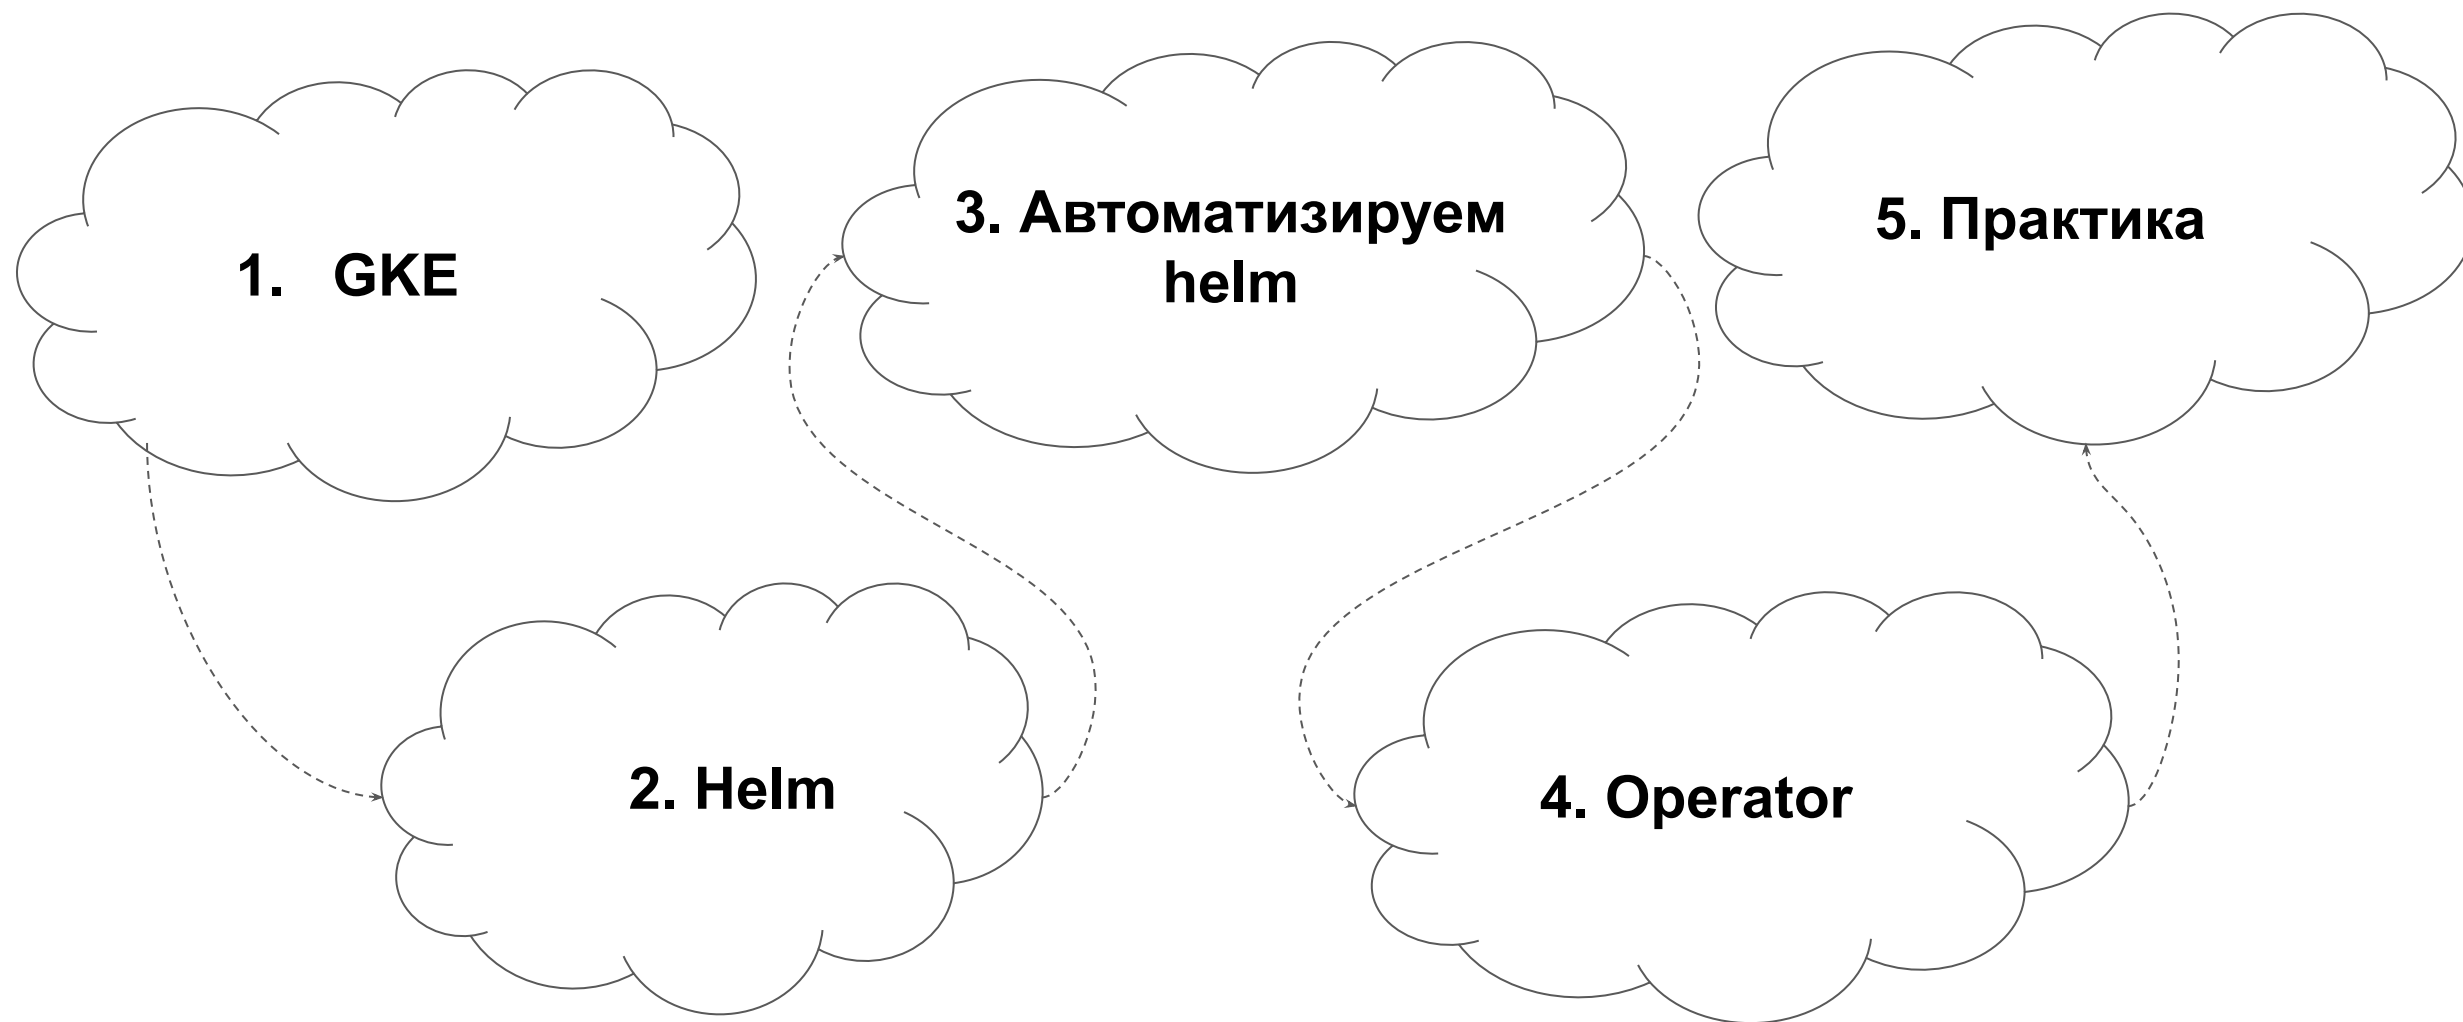 1. GKE
2. Helm
3. Автоматизируем
helm
4. Operator
5. Практика